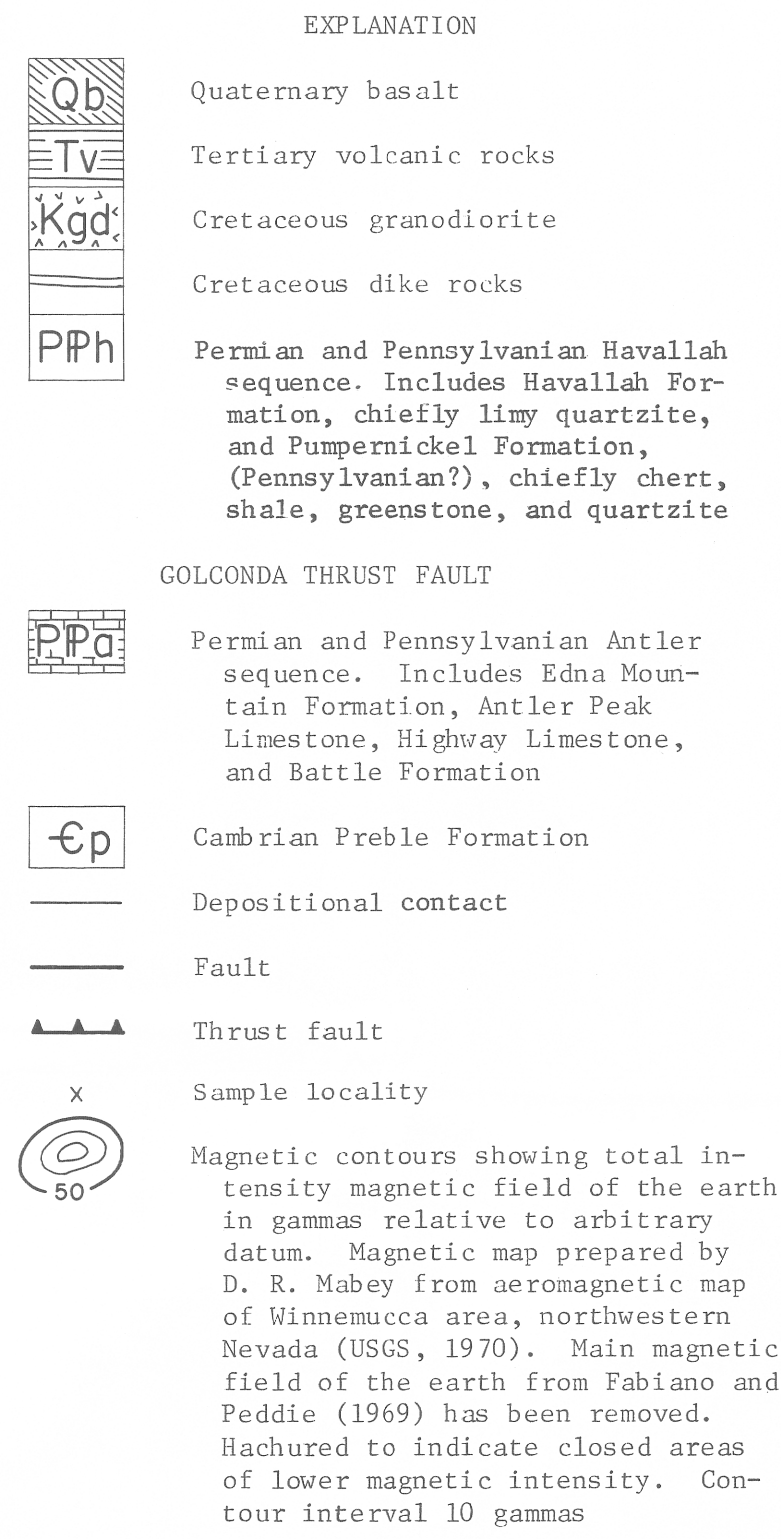 EXPLANATION
Qb Quaternary basalt
Tv Tertiary volcanic rocks
Kgd Cretaceous granodiorite
Cretaceous dike rocks
PℙPh Permian and Pennsylvanian Havallah
sequence. Includes Havallah For-
mation, chiefly limy quartzite,
and Pumpernickel Formation,
(Pennsylvanian?), chiefly chert,
shale, greenstone, and quartzite
GOLCONDA THRUST FAULT
PℙPa Permian and Pennsylvanian Antler
sequence. Includes Edna Moun-
tain Formation, Antler Peak
Limestone, Highway Limestone,
and Battle Formation
Єp Cambrian Preble Formation
Depositional contact
Fault
Thrust fault
x Sample locality
Magnetic contours showing total in-
50 tensity magnetic field of the earth
in gammas relative to arbitrary
datum. Magnetic map prepared by
D. R. Mabey from aeromagnetic map
of Winnemucca area, northwestern
Nevada (USGS, 1970). Main magnetic
field of the earth from Fabiano and
Peddie (1969) has been removed.
Hachured to indicate closed areas
of lower magnetic intensity. Con-
tour interval 10 gammas